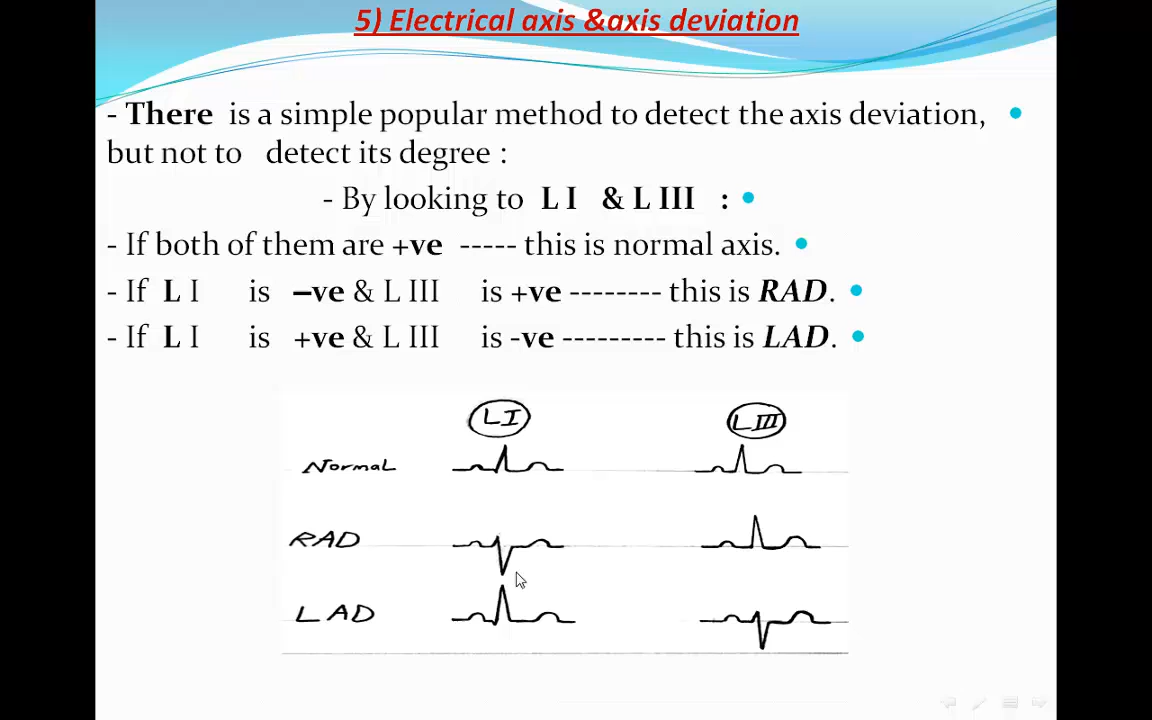 5) Electrical axis &axis deviation
- There is a simple popular method to detect the axis deviation,
but not to detect its degree :
- By looking to L I & L III :
- If both of them are +ve ----- this is normal axis.
- If L I is –ve & L III is +ve -------- this is RAD.
- If L I is +ve & L III is -ve --------- this is LAD.
LI LIII
Normal
RAD
LAD